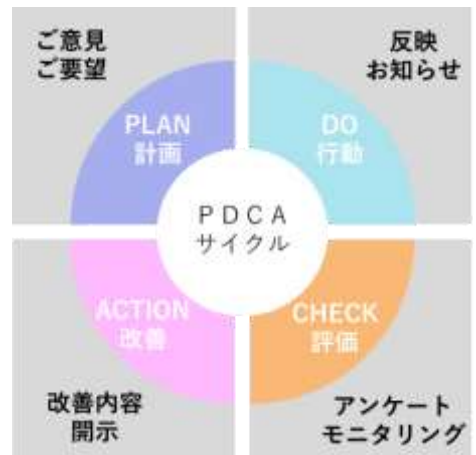 ご意見
ご要望
PLAN
計画
反映
お知らせ
DO
行動
ＰＤＣＡ
サイクル
ACTION
改善
改善内容
開示
CHECK
評価
アンケート
モニタリング